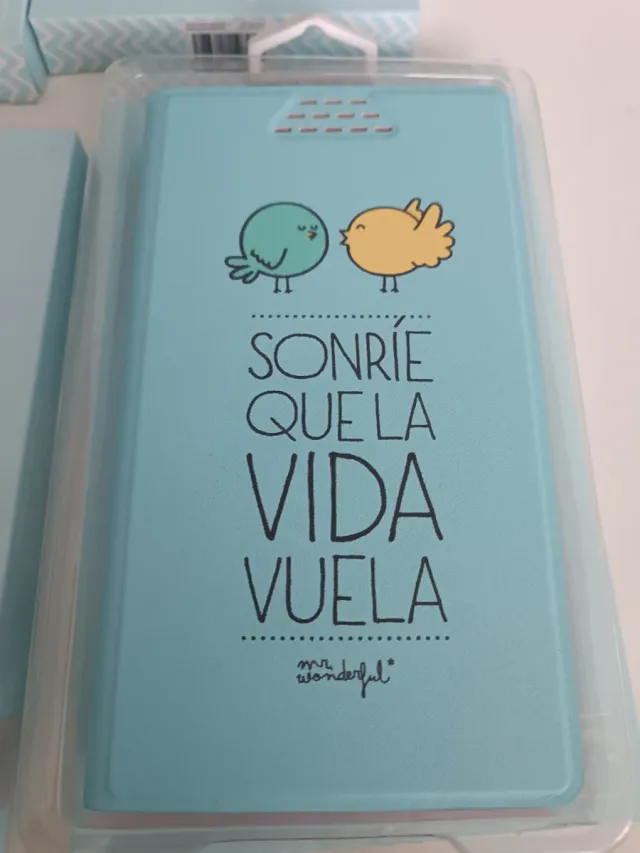 SONRÍE
QUE LA
VIDA
VUELA
mr.
wonderful*